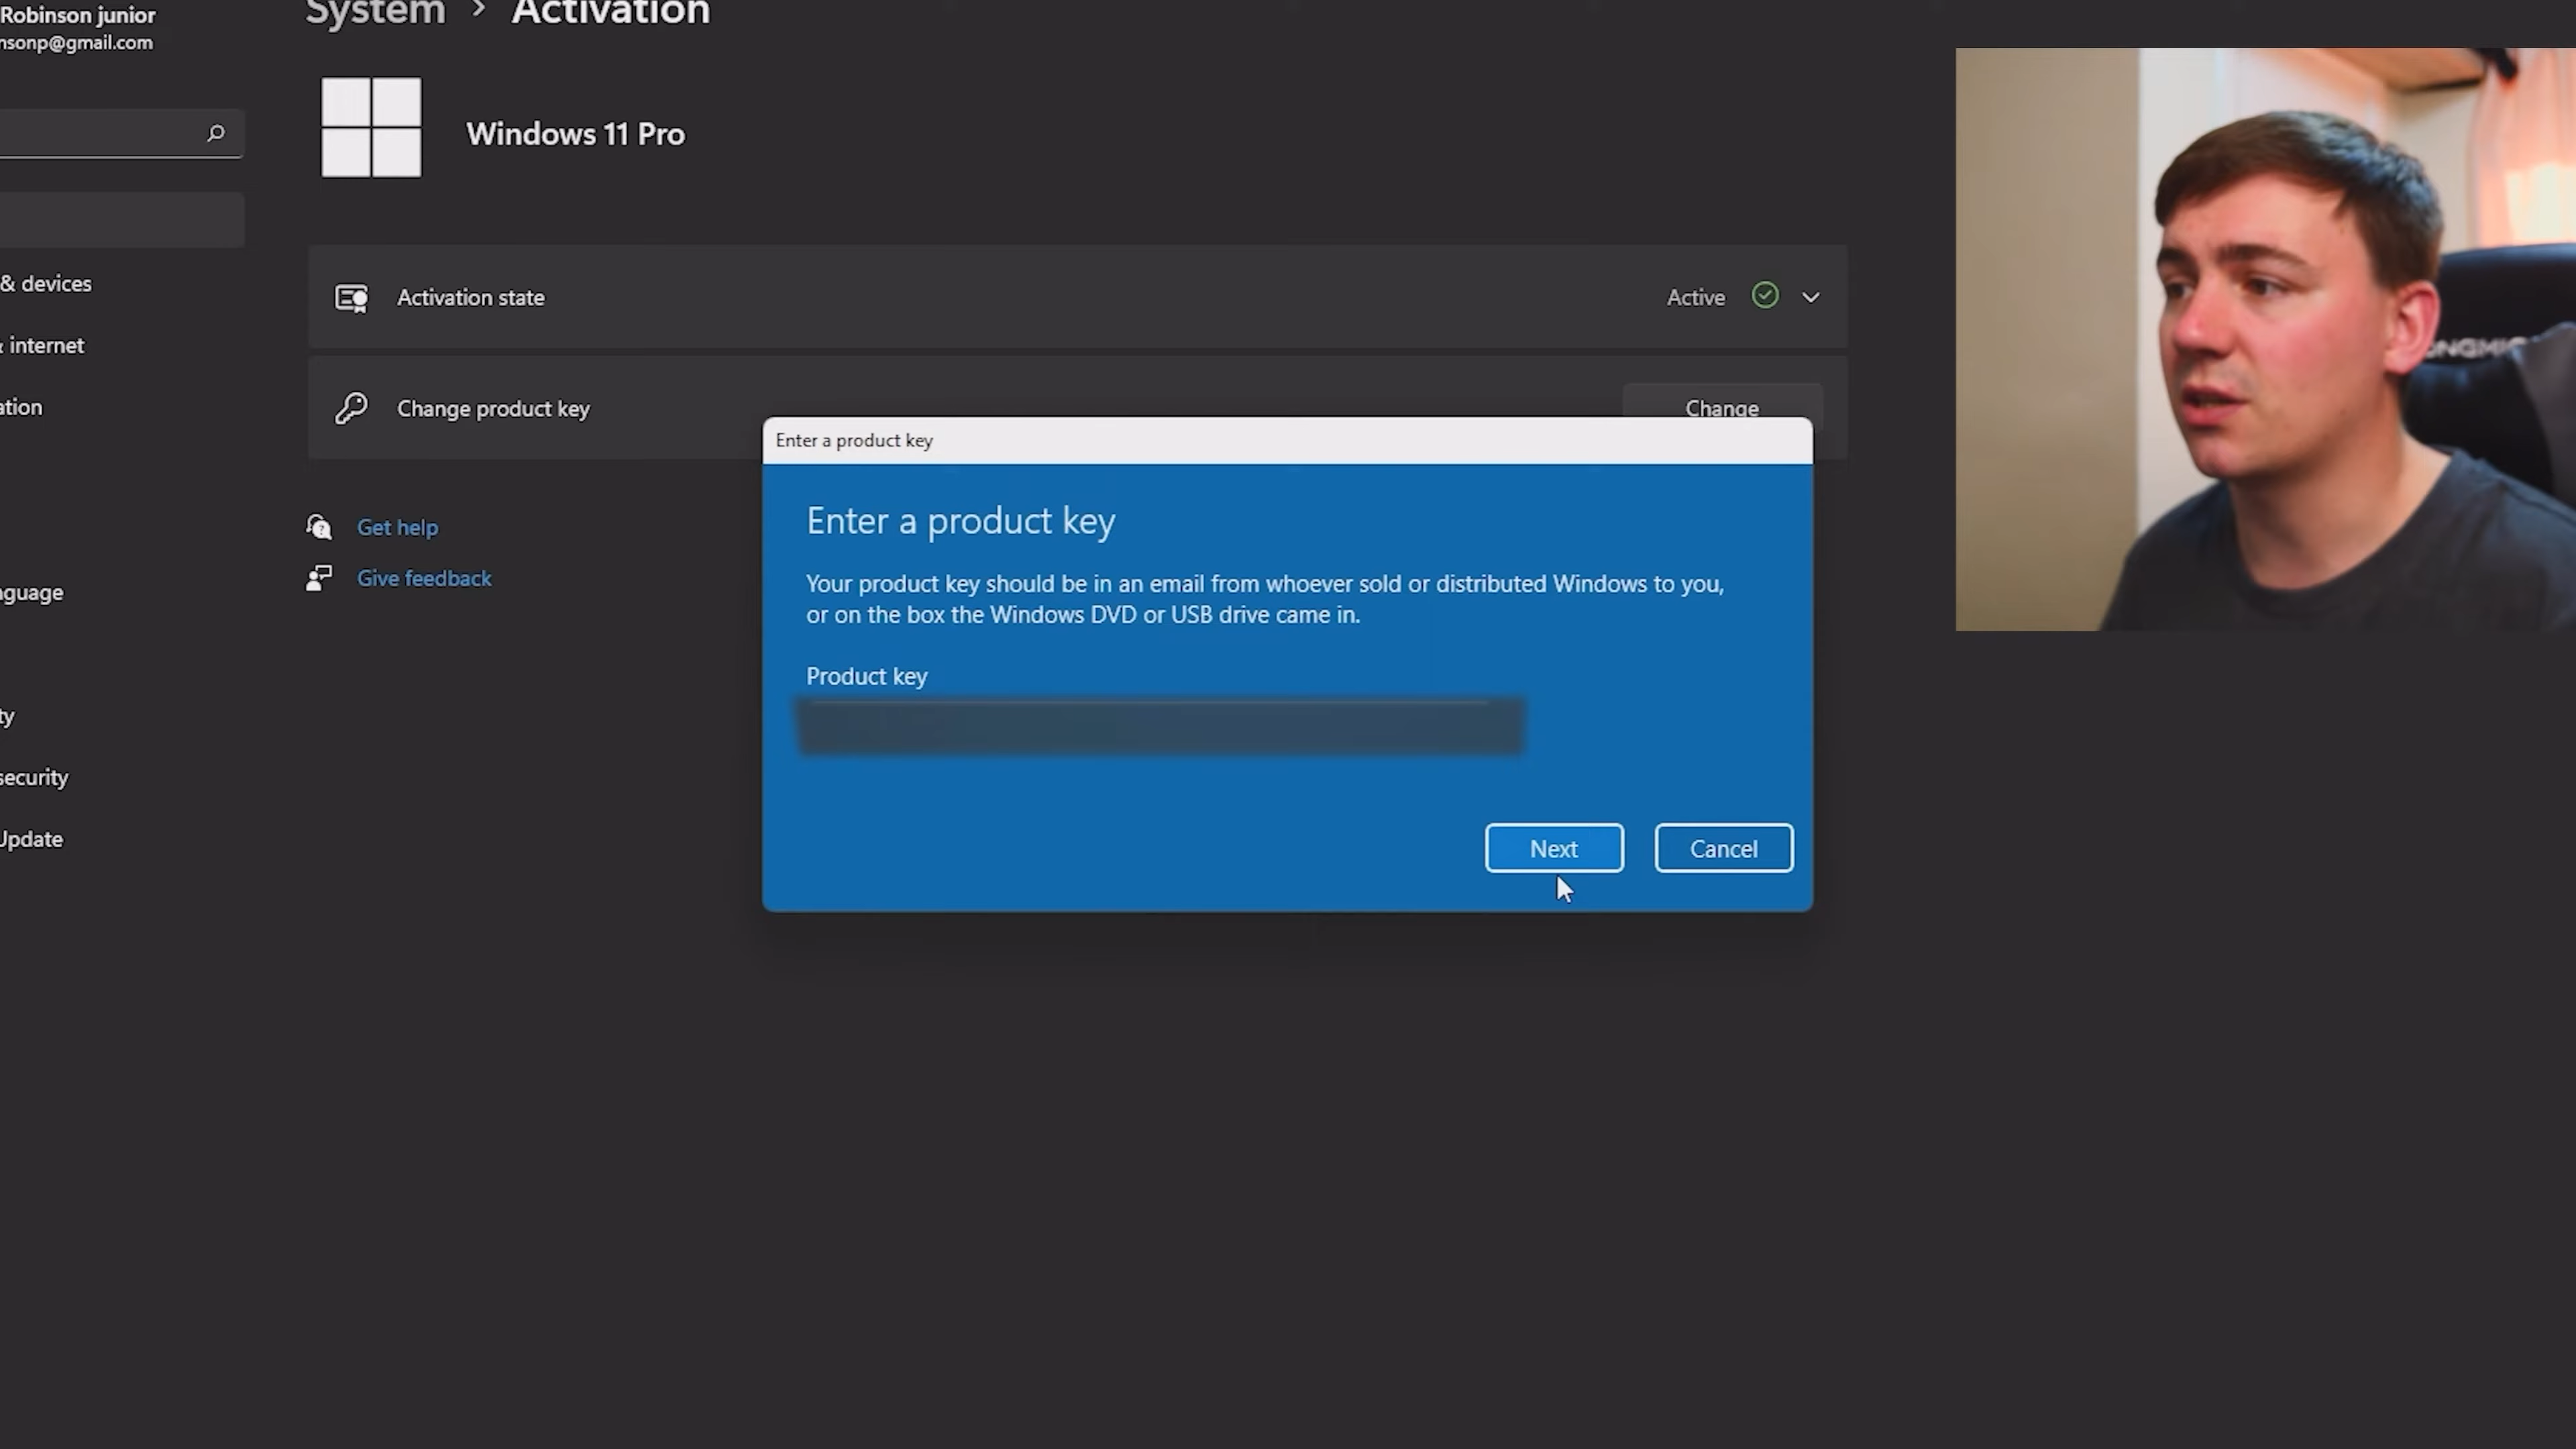 Robinson junior
nsonp@gmail.com
System > Activation
Windows 11 Pro
Activation state
Active
Change product key
Change
Get help
Give feedback
& devices
internet
ation
nguage
ty
security
Update
Enter a product key
Enter a product key
Your product key should be in an email from whoever sold or distributed Windows to you,
or on the box the Windows DVD or USB drive came in.
Product key
Next
Cancel